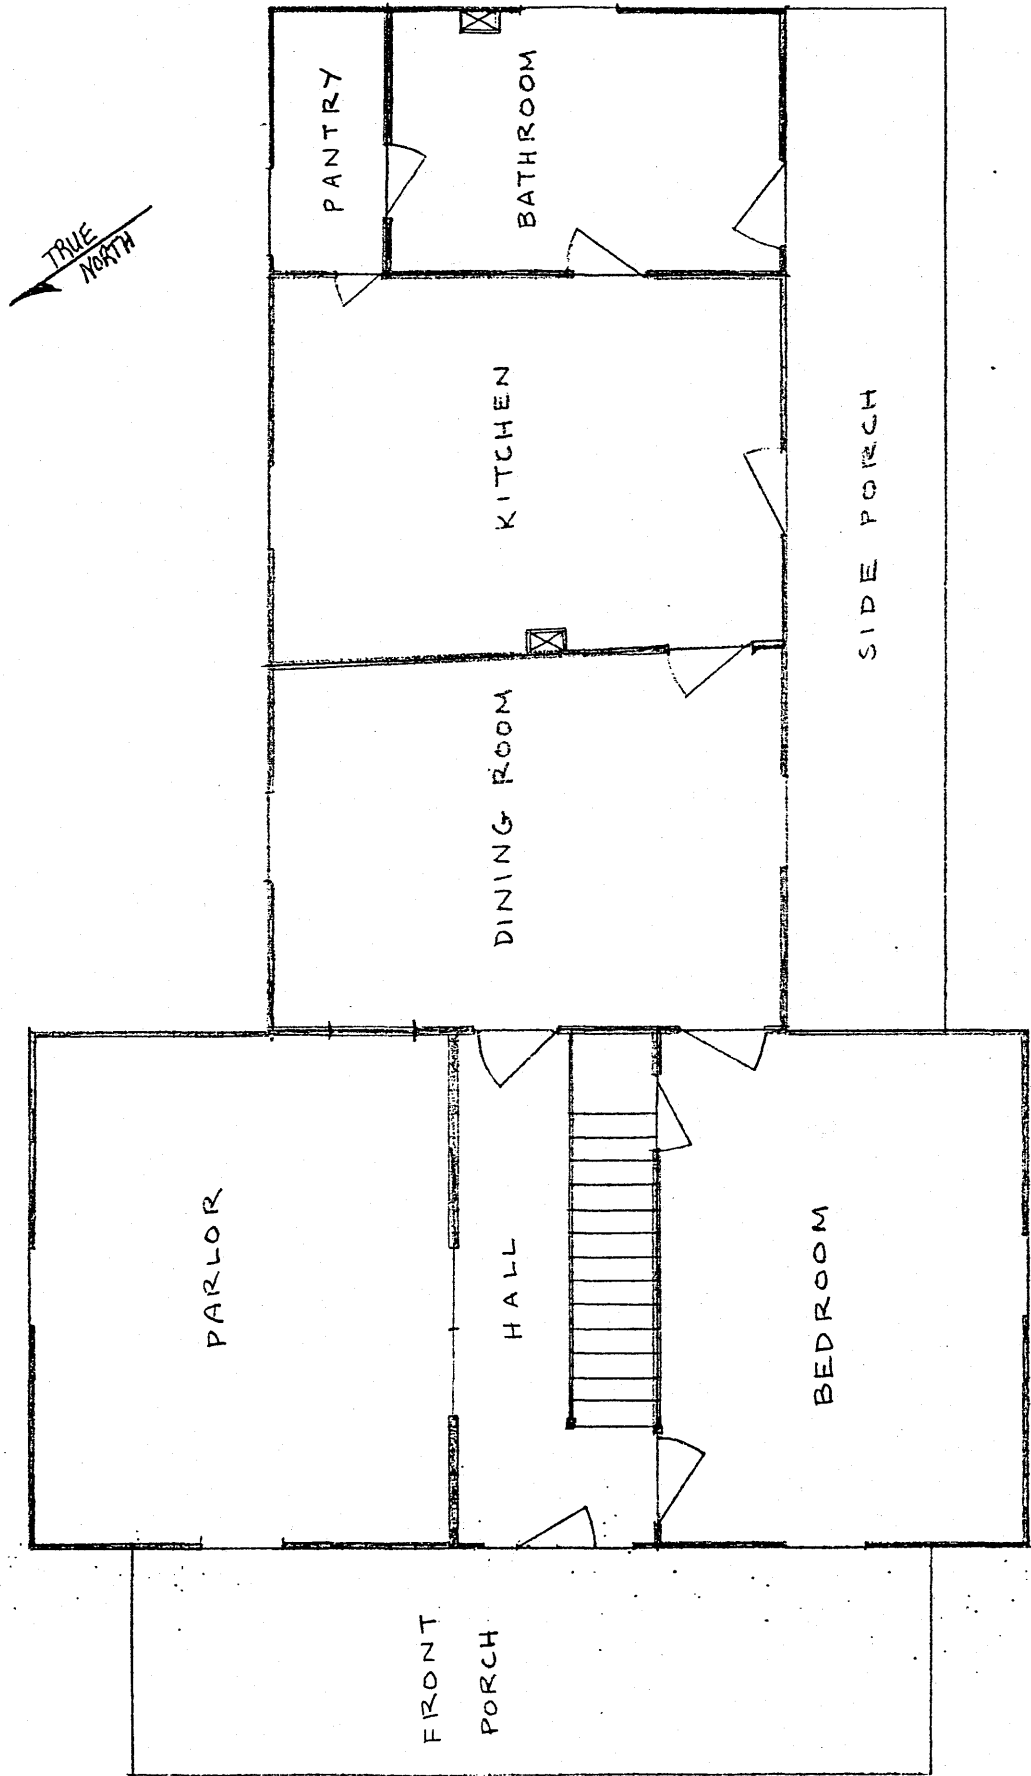 PANTRY
BATHROOM
TRUE
NORTH
KITCHEN
SIDE PORCH
DINING ROOM
PARLOR
HALL
BEDROOM
FRONT
PORCH